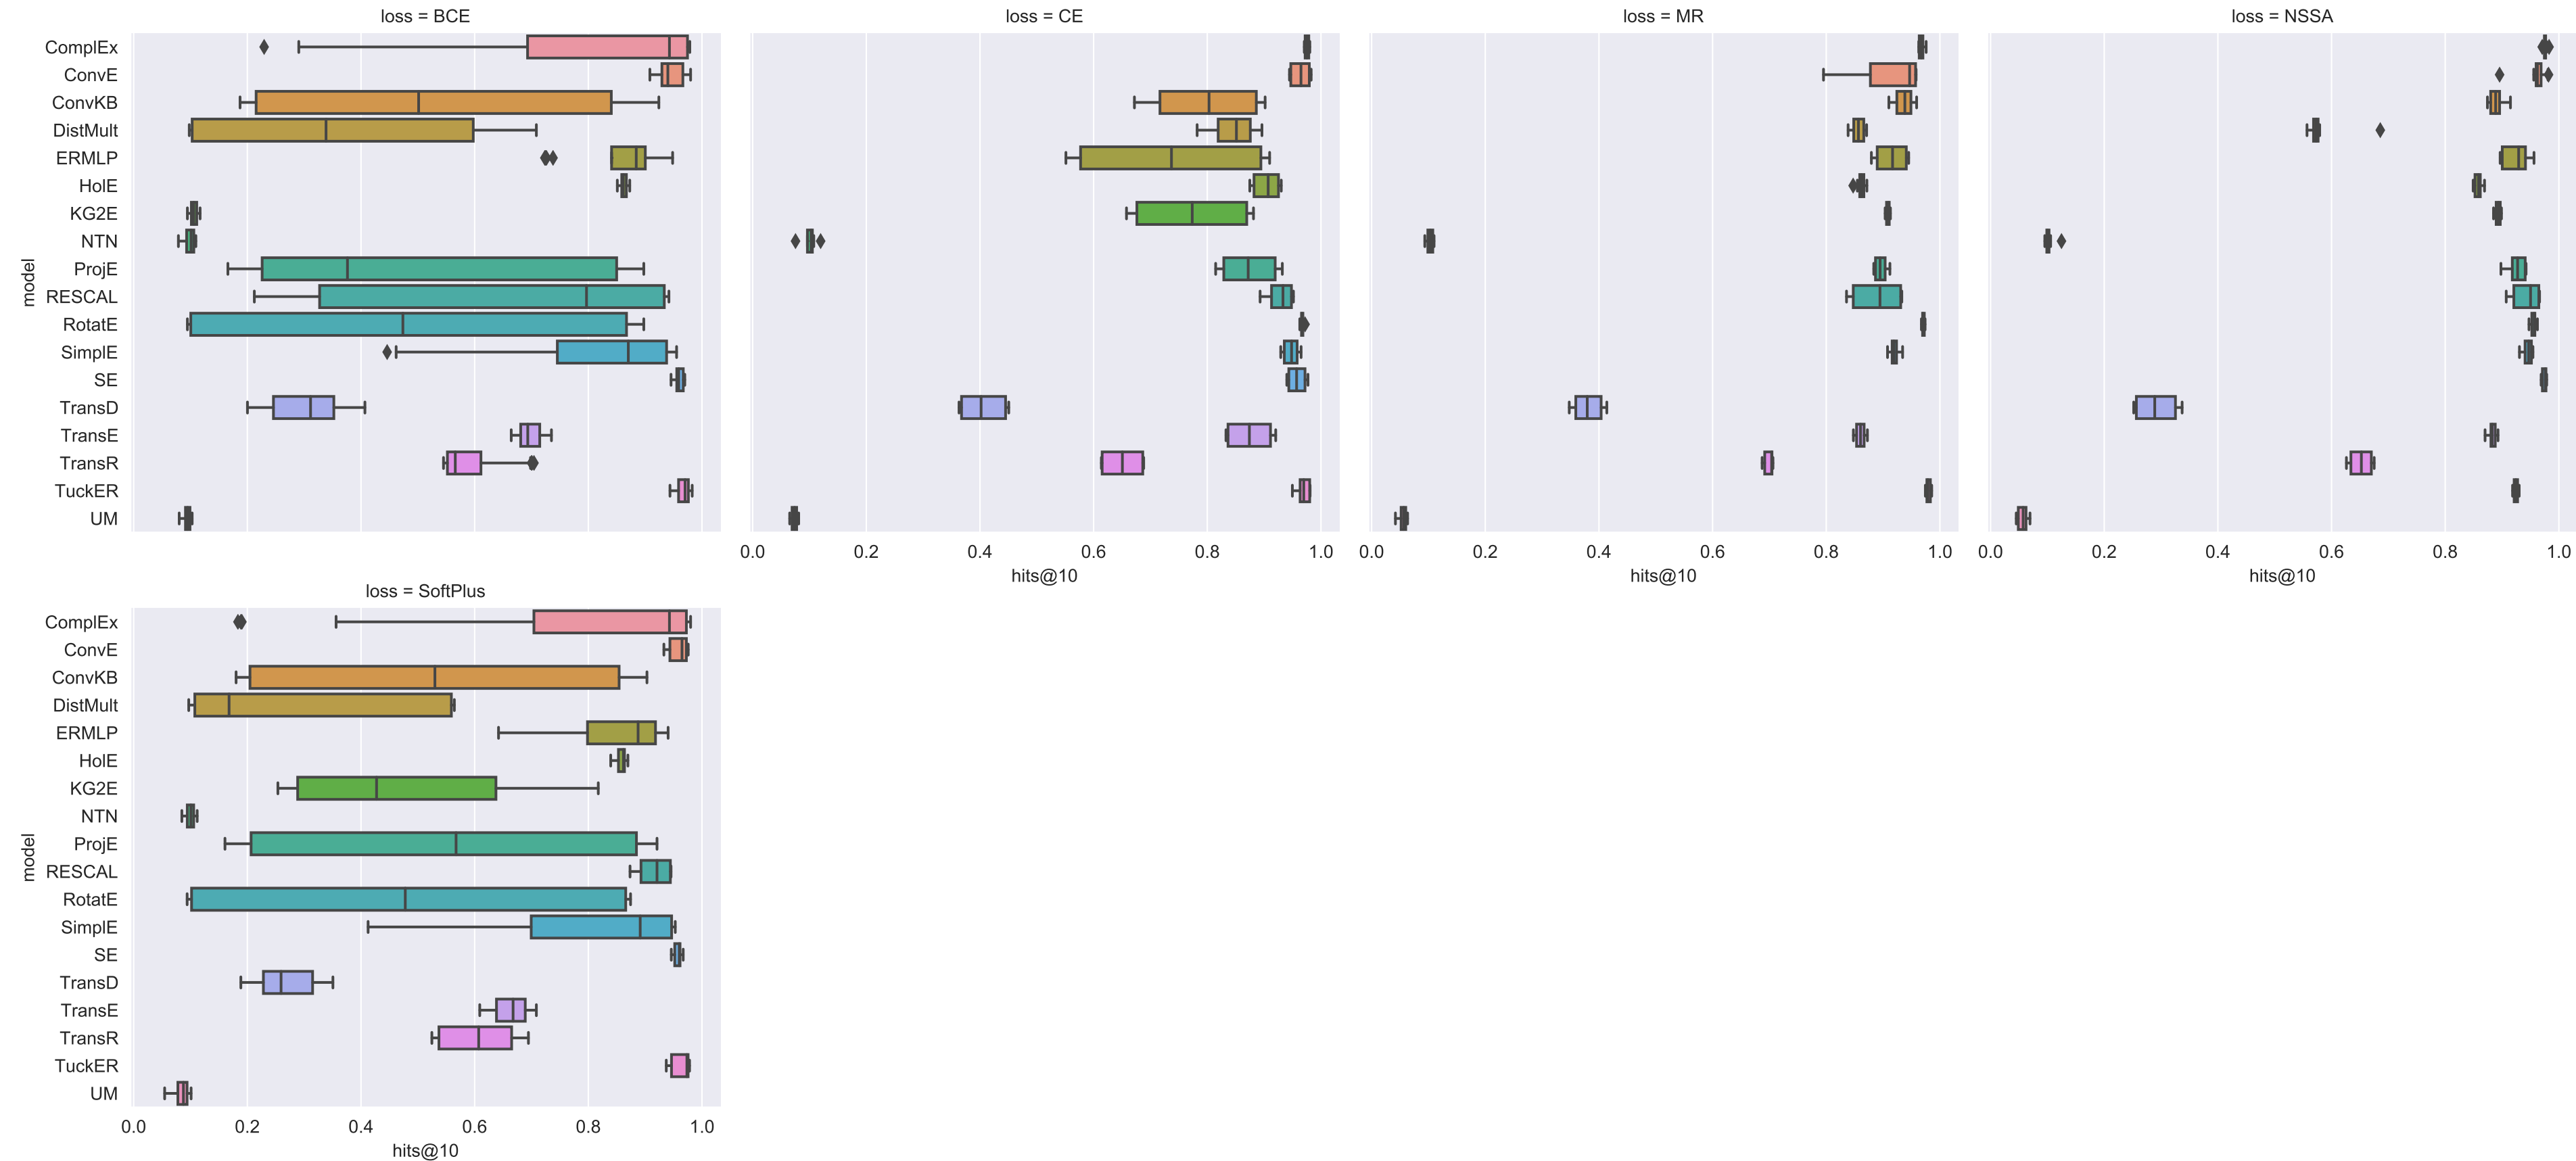 loss = BCE
loss = CE
loss = MR
loss = NSSA
ComplEx
ConvE
ConvKB
DistMult
ERMLP
HolE
KG2E
NTN
ProjE
RESCAL
RotatE
SimplE
SE
TransD
TransE
TransR
TuckER
UM
model
0.0 0.2 0.4 0.6 0.8 1.0
0.0 0.2 0.4 0.6 0.8 1.0
0.0 0.2 0.4 0.6 0.8 1.0
hits@10
hits@10
hits@10
loss = SoftPlus
ComplEx
ConvE
ConvKB
DistMult
ERMLP
HolE
KG2E
NTN
ProjE
RESCAL
RotatE
SimplE
SE
TransD
TransE
TransR
TuckER
UM
model
0.0 0.2 0.4 0.6 0.8 1.0
hits@10